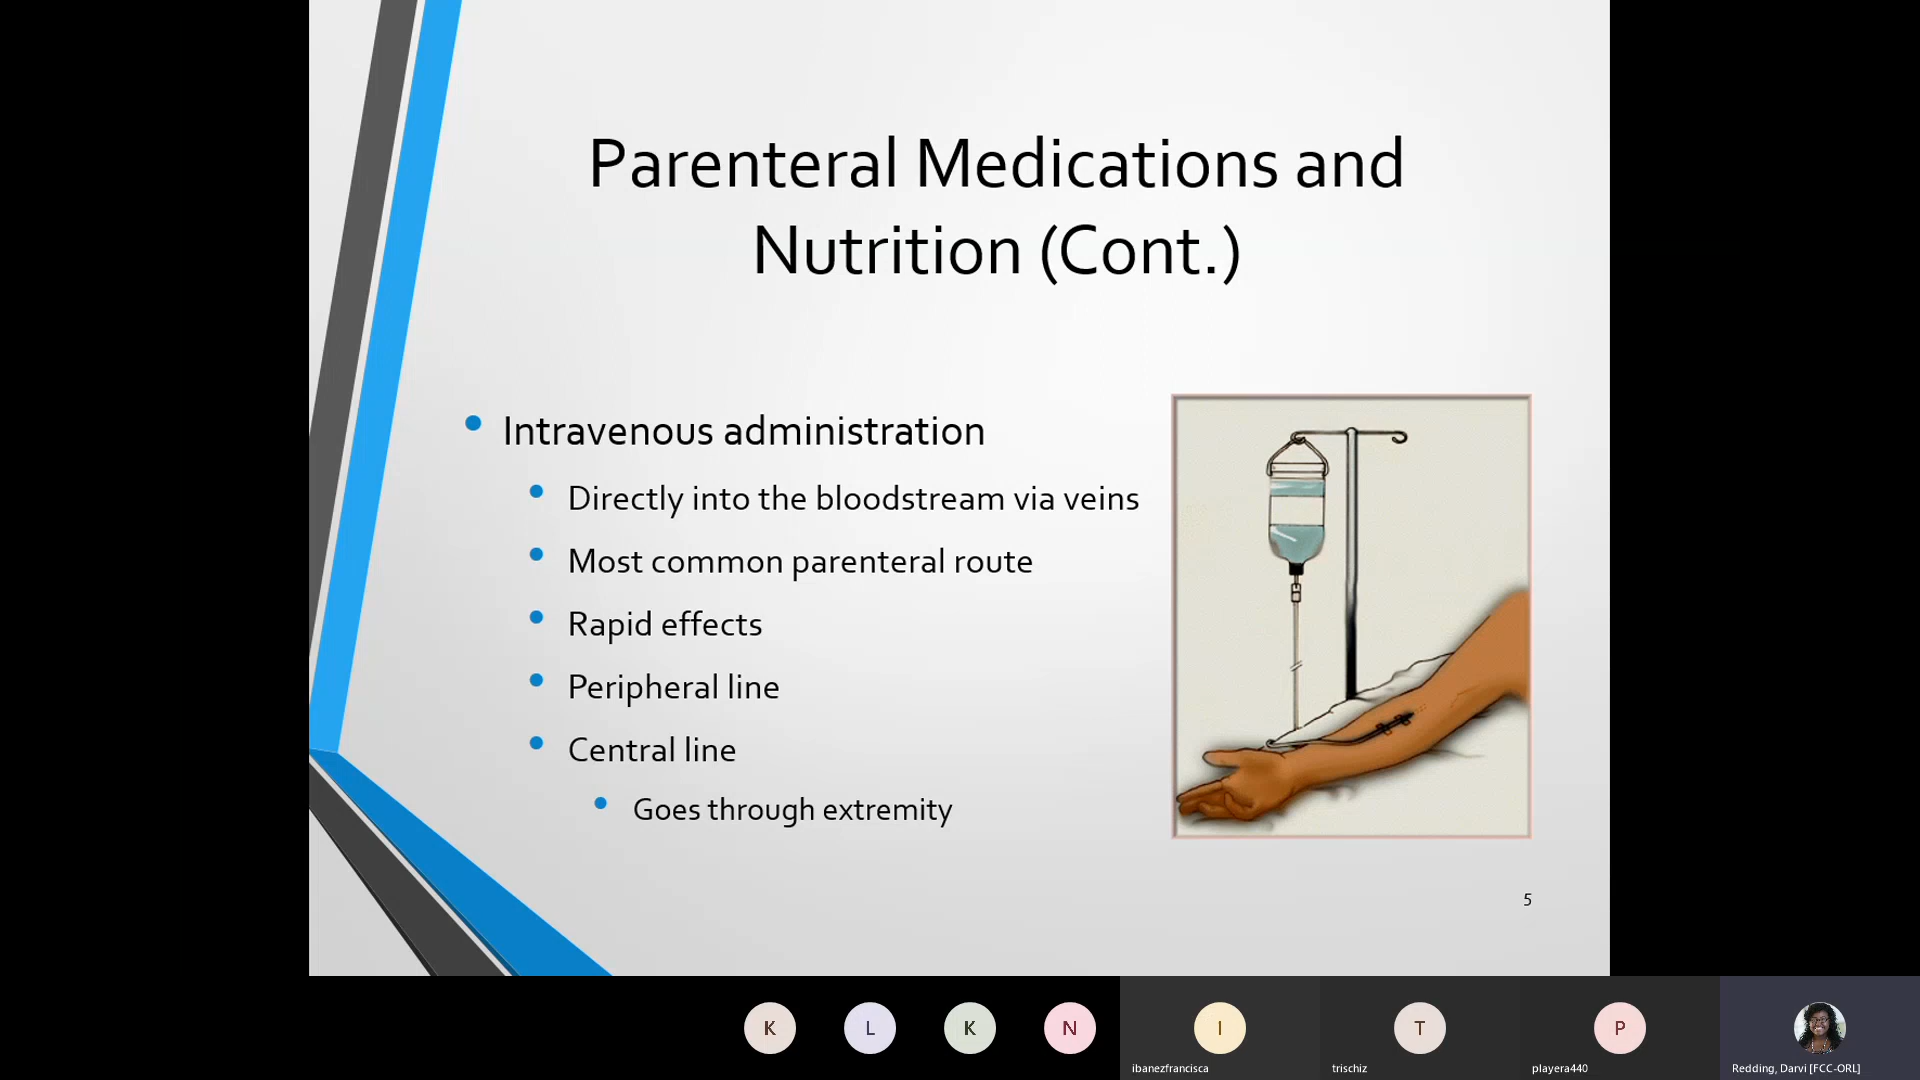 Parenteral Medications and
Nutrition (Cont.)
Intravenous administration
Directly into the bloodstream via veins
Most common parenteral route
Rapid effects
Peripheral line
Central line
Goes through extremity
5
K
L
K
N
I
T
P
ibanezfrancisca
trischiz
playera440
Redding, Darvi [FCC-ORL]